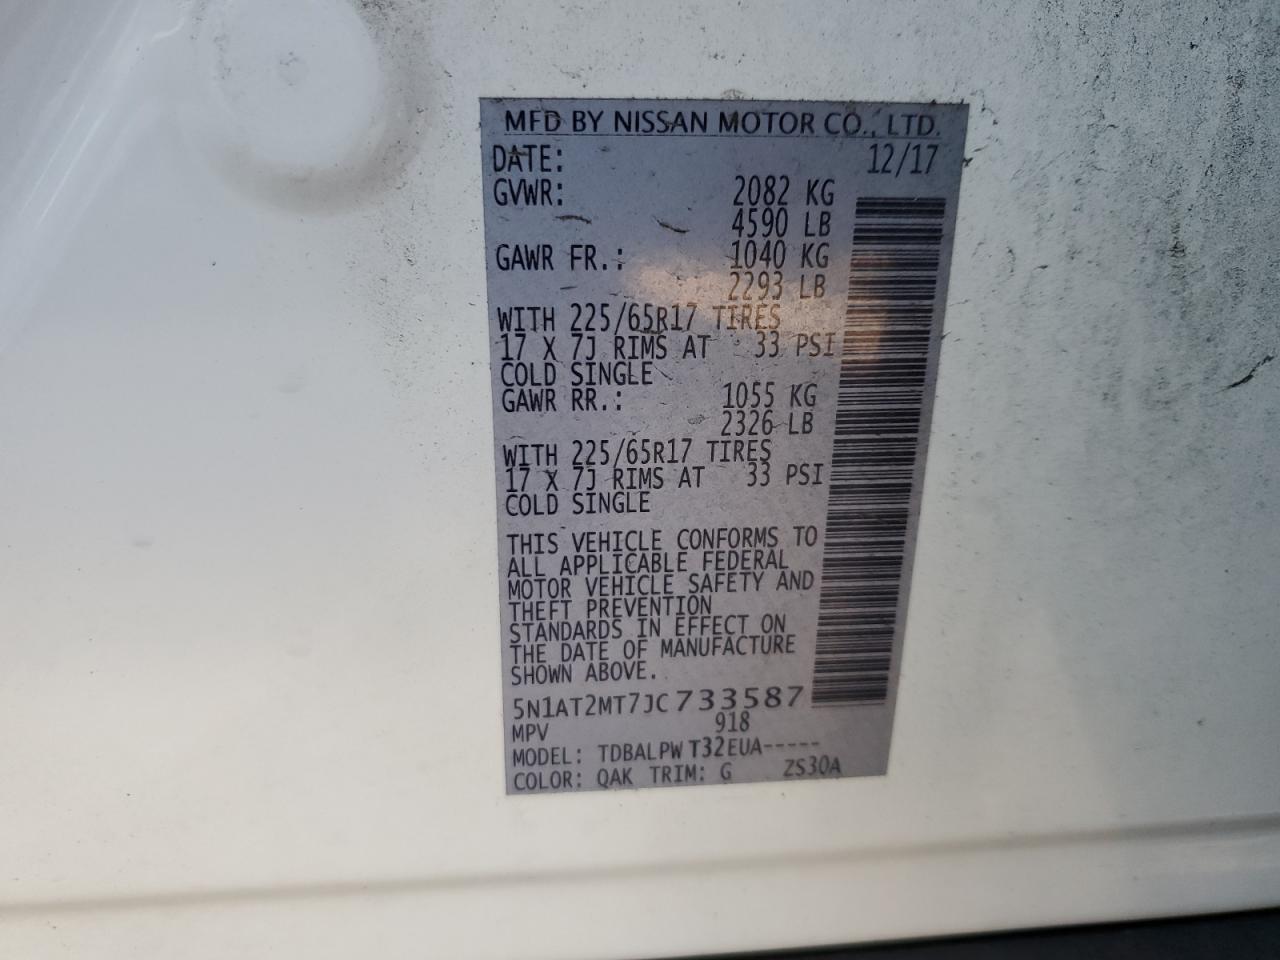 MFD BY NISSAN MOTOR CO., LTD.
DATE: 12/17
GVWR: 2082 KG
4590 LB
GAWR FR.: 1040 KG
2293 LB
WITH 225/65R17 TIRES
17 X 7J RIMS AT 33 PSI
COLD SINGLE
GAWR RR.: 1055 KG
2326 LB
WITH 225/65R17 TIRES
17 X 7J RIMS AT 33 PSI
COLD SINGLE
THIS VEHICLE CONFORMS TO
ALL APPLICABLE FEDERAL
MOTOR VEHICLE SAFETY AND
THEFT PREVENTION
STANDARDS IN EFFECT ON
THE DATE OF MANUFACTURE
SHOWN ABOVE.
5N1AT2MT7JC733587
MPV 918
MODEL: TDBALPW T32EUA-----
COLOR: QAK TRIM: G ZS30A